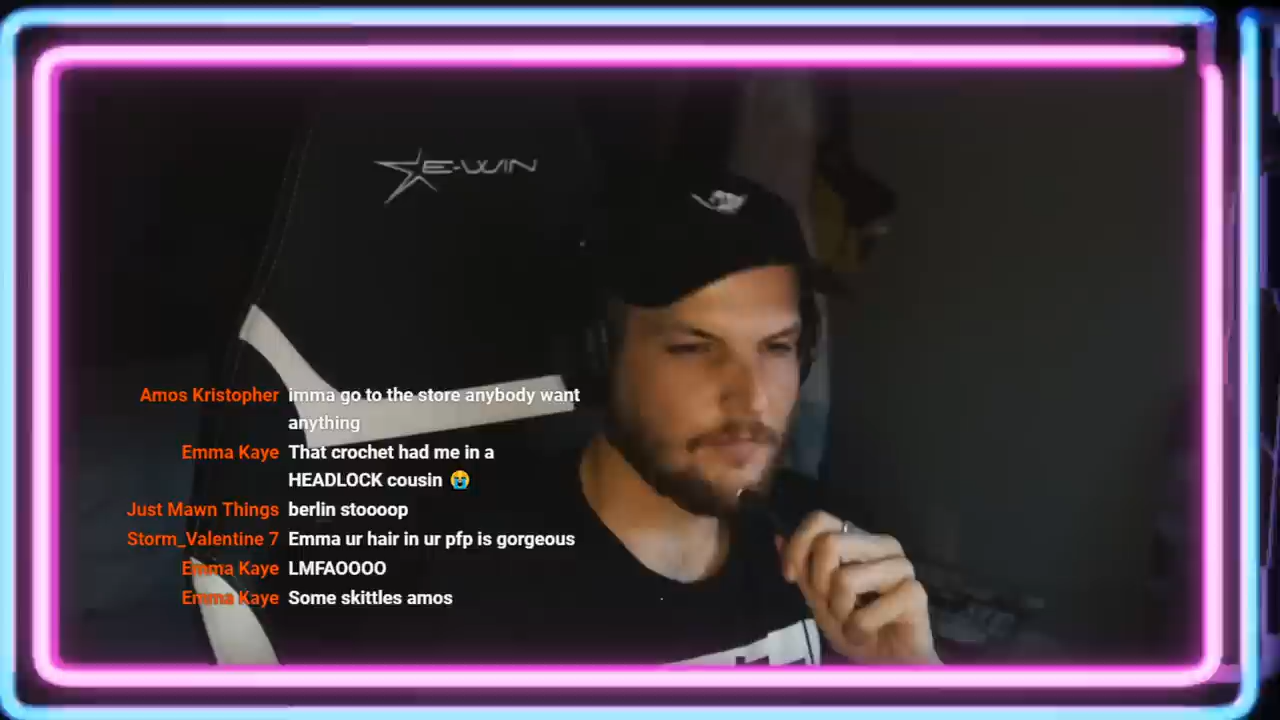 E-WIN
Amos Kristopher imma go to the store anybody want
anything
Emma Kaye That crochet had me in a
HEADLOCK cousin 😭
Just Mawn Things berlin stoooop
Storm_Valentine 7 Emma ur hair in ur pfp is gorgeous
Emma Kaye LMFAOOOO
Emma Kaye Some skittles amos